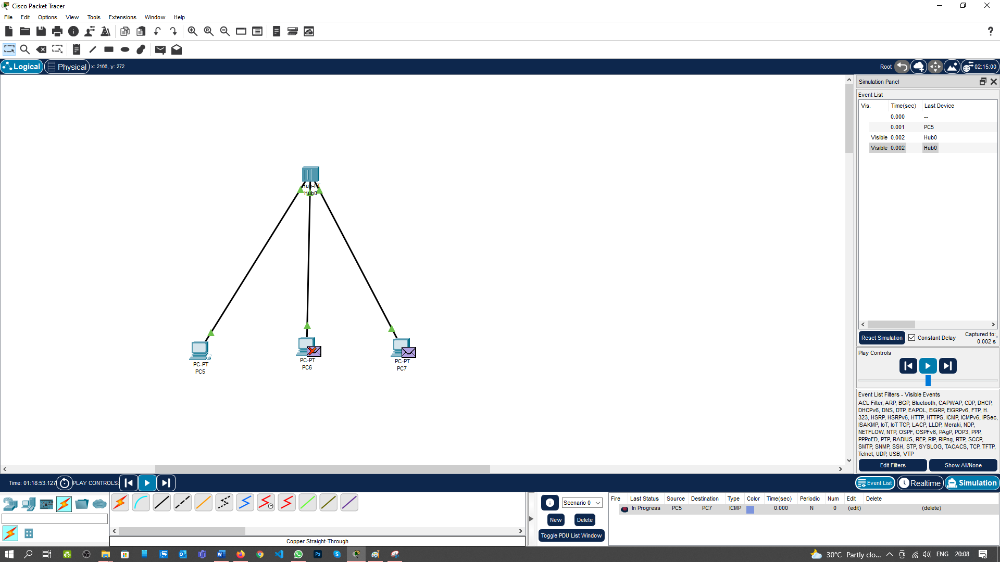 Cisco Packet Tracer
File Edit Options View Tools Extensions Window Help
Logical Physical x: 2166, y: 272 Root 02:15:00
Simulation Panel
Event List
Vis. Time(sec) Last Device
0.000 --
0.001 PC5
Visible 0.002 Hub0
Visible 0.002 Hub0
Hub-PT
Hub0
PC-PT
PC5
PC-PT
PC6
PC-PT
PC7
Reset Simulation Constant Delay Captured to:
0.002 s
Play Controls
Event List Filters - Visible Events
ACL Filter, ARP, BGP, Bluetooth, CAPWAP, CDP, DHCP,
DHCPv6, DNS, DTP, EAPOL, EIGRP, EIGRPv6, FTP, H.
323, HSRP, HSRPv6, HTTP, HTTPS, ICMP, ICMPv6, IPSec,
ISAKMP, IoT, IoT TCP, LACP, LLDP, Meraki, NDP,
NETFLOW, NTP, OSPF, OSPFv6, PAgP, POP3, PPP,
PPPoED, PTP, RADIUS, REP, RIP, RIPng, RTP, SCCP,
SMTP, SNMP, SSH, STP, SYSLOG, TACACS, TCP, TFTP,
Telnet, UDP, USB, VTP
Edit Filters Show All/None
Time: 01:18:53.127 PLAY CONTROLS: Event List Realtime Simulation
Scenario 0
New Delete
Toggle PDU List Window
Fire Last Status Source Destination Type Color Time(sec) Periodic Num Edit Delete
In Progress PC5 PC7 ICMP 0.000 N 0 (edit) (delete)
Copper Straight-Through
30°C Partly clo... ENG 20:08